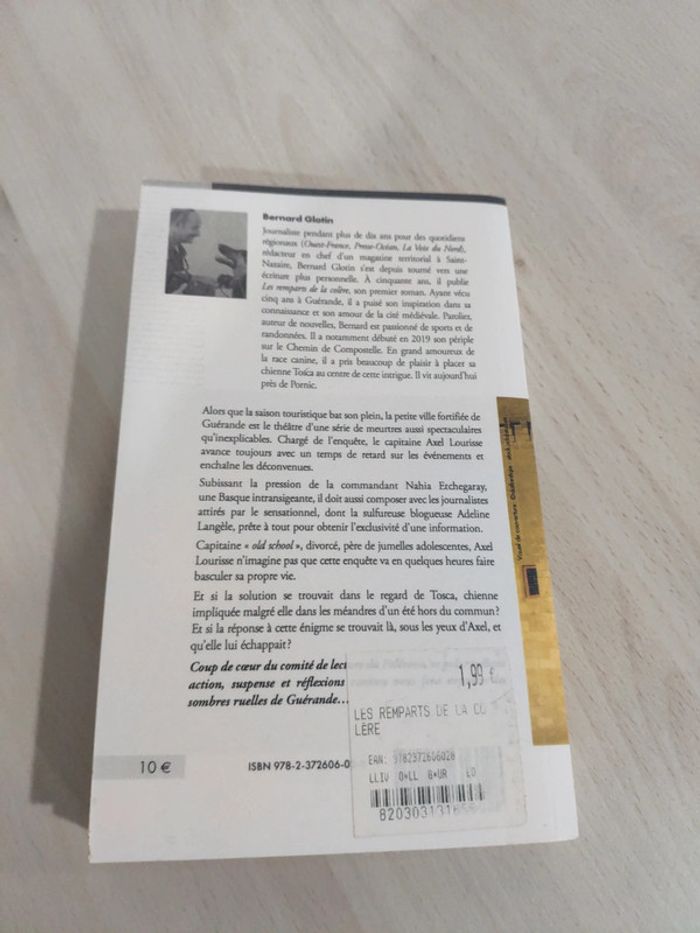 Bernard Glotin
Journaliste pendant plus de dix ans pour des quotidiens
régionaux (Ouest-France, Presse-Océan, La Voix du Nord),
rédacteur en chef d'un magazine territorial à Saint-
Nazaire, Bernard Glotin s'est depuis tourné vers une
écriture plus personnelle. À cinquante ans, il publie
Les remparts de la colère, son premier roman. Ayant vécu
cinq ans à Guérande, il a puisé son inspiration dans sa
connaissance et son amour de la cité médiévale. Parolier,
auteur de nouvelles, Bernard est passionné de sports et de
randonnées. Il a notamment débuté en 2019 son périple
sur le Chemin de Compostelle. En grand amoureux de
la race canine, il a pris beaucoup de plaisir à placer sa
chienne Tosca au centre de cette intrigue. Il vit aujourd'hui
près de Pornic.
Alors que la saison touristique bat son plein, la petite ville fortifiée de
Guérande est le théâtre d'une série de meurtres aussi spectaculaires
qu'inexplicables. Chargé de l'enquête, le capitaine Axel Lourisse
avance toujours avec un temps de retard sur les événements et
enchaîne les déconvenues.
Subissant la pression de la commandant Nahia Etchegaray,
une Basque intransigeante, il doit aussi composer avec les journalistes
attirés par le sensationnel, dont la sulfureuse blogueuse Adeline
Langèle, prête à tout pour obtenir l'exclusivité d'une information.
Capitaine « old school », divorcé, père de jumelles adolescentes, Axel
Lourisse n'imagine pas que cette enquête va en quelques heures faire
basculer sa propre vie.
Et si la solution se trouvait dans le regard de Tosca, chienne
impliquée malgré elle dans les méandres d'un été hors du commun?
Et si la réponse à cette énigme se trouvait là, sous les yeux d'Axel, et
qu'elle lui échappait?
Coup de cœur du comité de lect
action, suspense et réflexions
sombres ruelles de Guérande...
1,99 €
LES REMPARTS DE LA CO
LÈRE
EAN: 9782372606028
LLIV O*LL G*UR LO
820303131
10 €
ISBN 978-2-372606-0
Visuel de couverture: